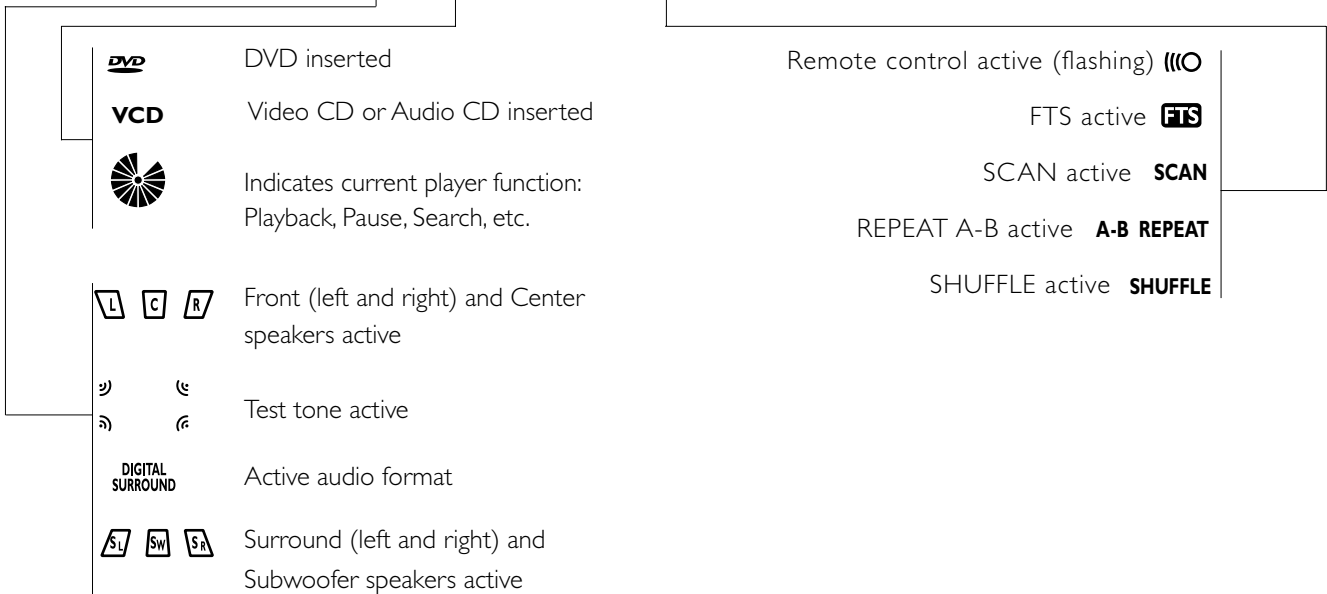 DVD DVD inserted
VCD Video CD or Audio CD inserted
Indicates current player function:
Playback, Pause, Search, etc.
L C R Front (left and right) and Center
speakers active
Test tone active
DIGITAL
SURROUND
Active audio format
SL SW SR Surround (left and right) and
Subwoofer speakers active
Remote control active (flashing)
FTS active FTS
SCAN active SCAN
REPEAT A-B active A-B REPEAT
SHUFFLE active SHUFFLE